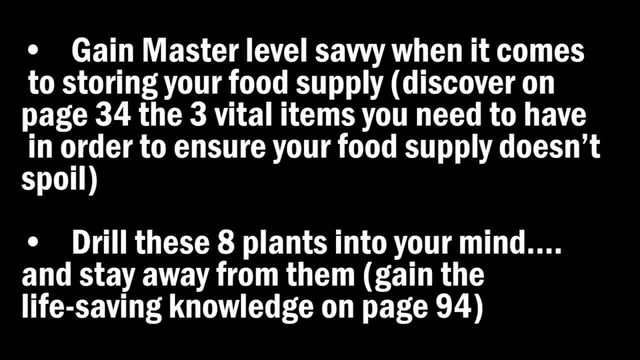 • Gain Master level savvy when it comes
to storing your food supply (discover on
page 34 the 3 vital items you need to have
in order to ensure your food supply doesn’t
spoil)
• Drill these 8 plants into your mind....
and stay away from them (gain the
life-saving knowledge on page 94)